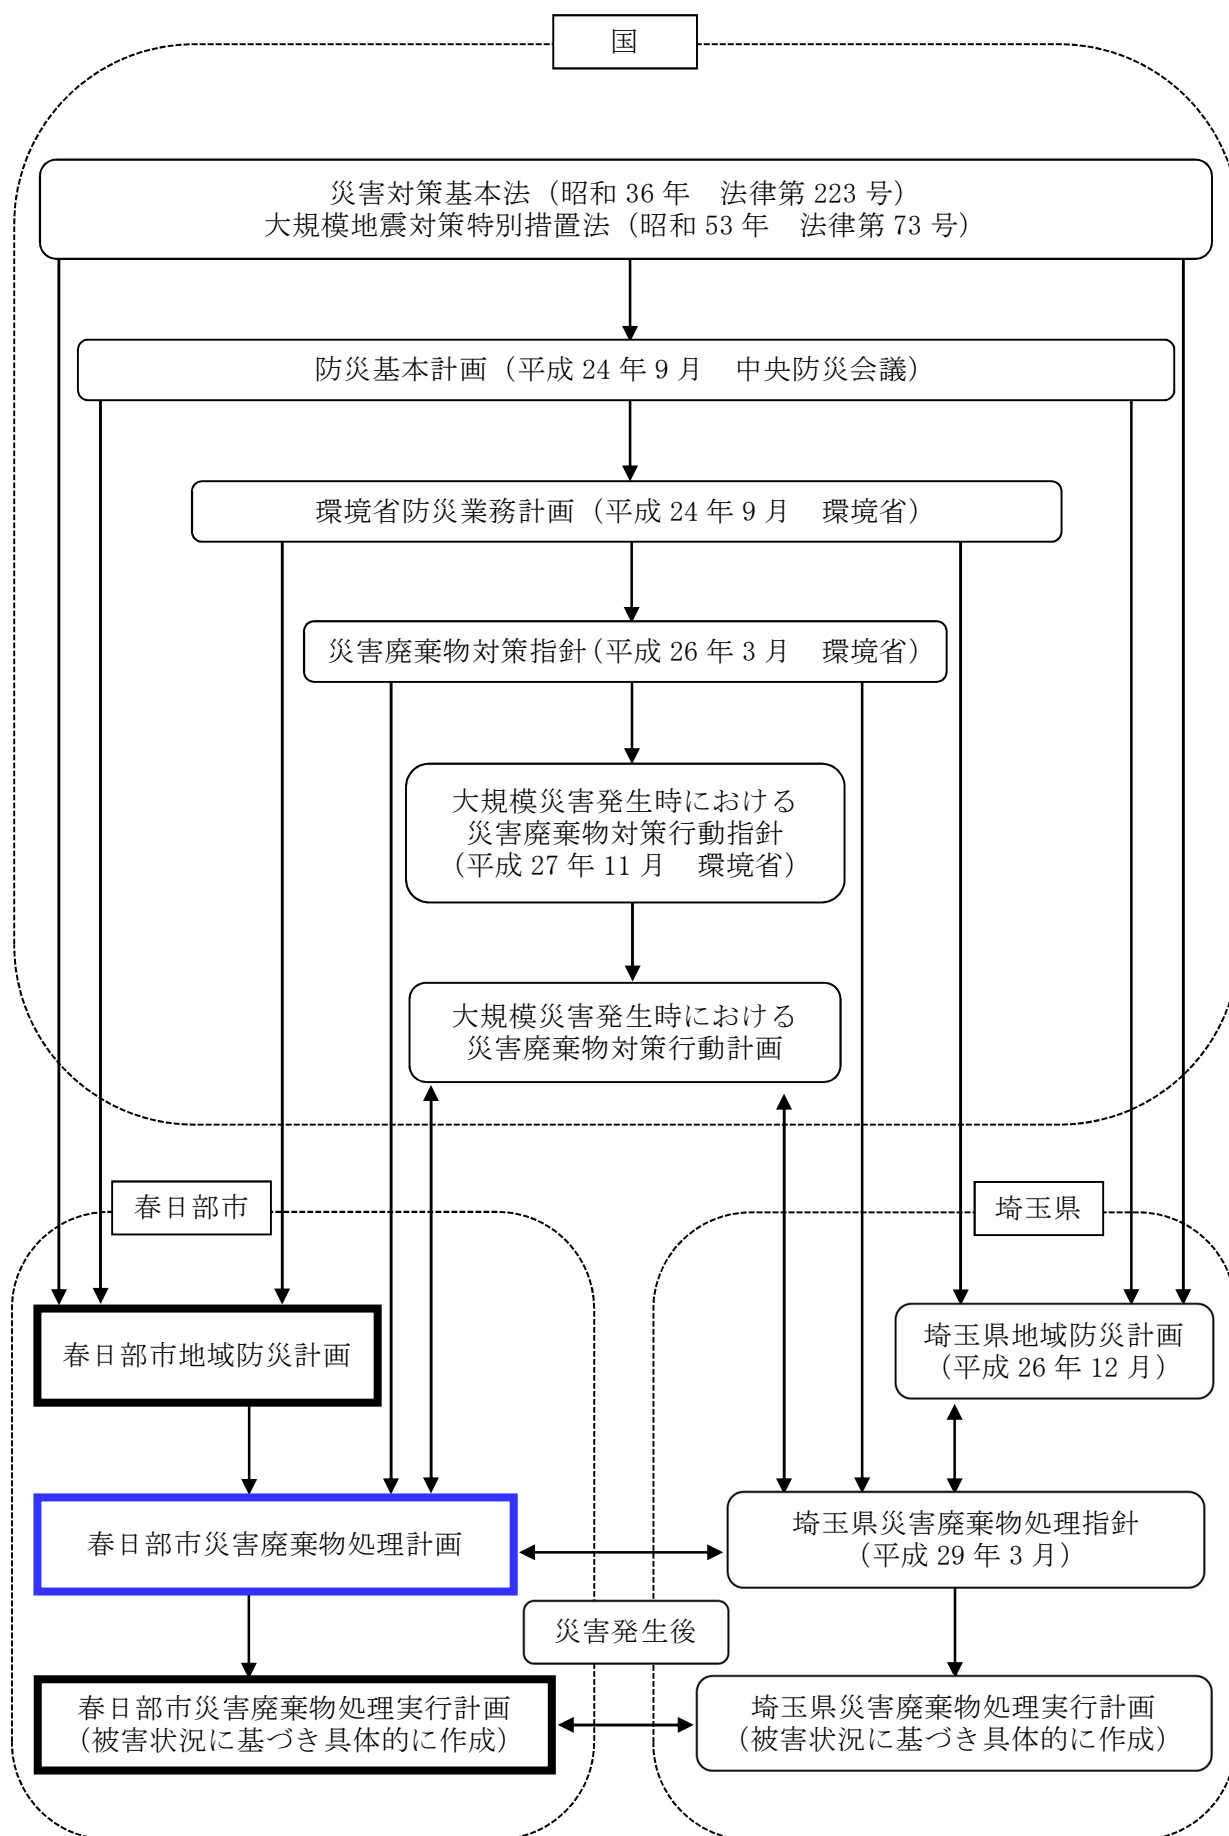 国
災害対策基本法（昭和 36 年　法律第 223 号）
大規模地震対策特別措置法（昭和 53 年　法律第 73 号）
防災基本計画（平成 24 年 9 月　中央防災会議）
環境省防災業務計画（平成 24 年 9 月　環境省）
災害廃棄物対策指針（平成 26 年 3 月　環境省）
大規模災害発生時における
災害廃棄物対策行動指針
（平成 27 年 11 月　環境省）
大規模災害発生時における
災害廃棄物対策行動計画
春日部市
埼玉県
春日部市地域防災計画
埼玉県地域防災計画
（平成 26 年 12 月）
春日部市災害廃棄物処理計画
埼玉県災害廃棄物処理指針
（平成 29 年 3 月）
災害発生後
春日部市災害廃棄物処理実行計画
（被害状況に基づき具体的に作成）
埼玉県災害廃棄物処理実行計画
（被害状況に基づき具体的に作成）